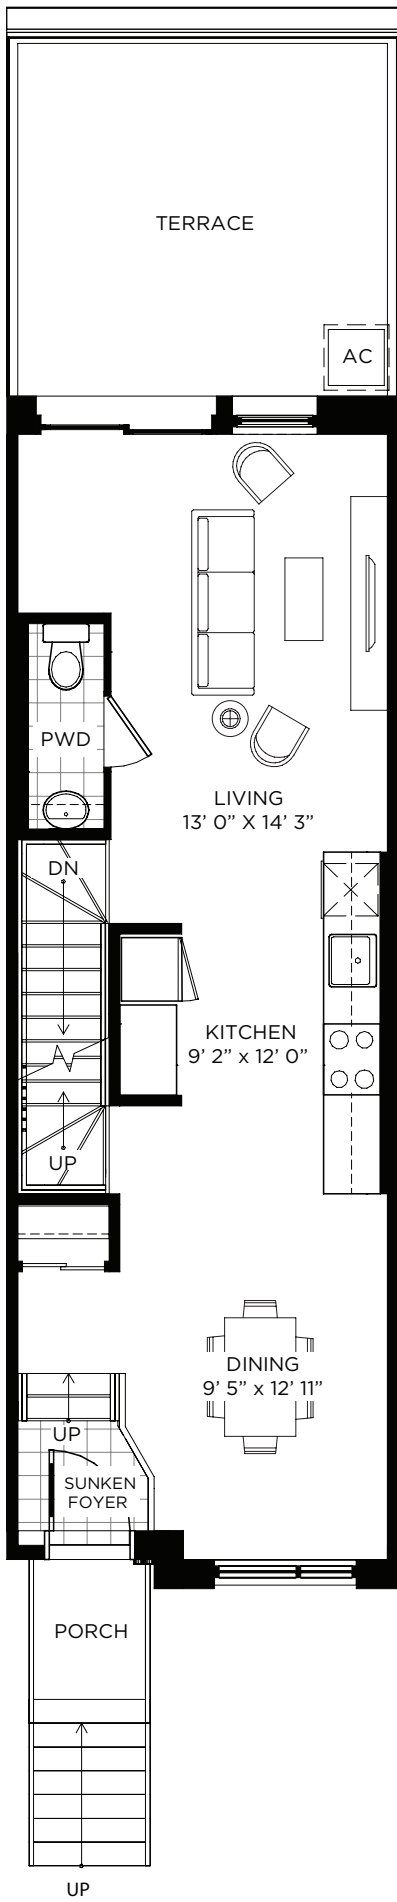 TERRACE
AC
PWD
LIVING
13’ 0” X 14’ 3”
DN
KITCHEN
9’ 2” x 12’ 0”
UP
DINING
9’ 5” x 12’ 11”
UP
SUNKEN
FOYER
PORCH
UP